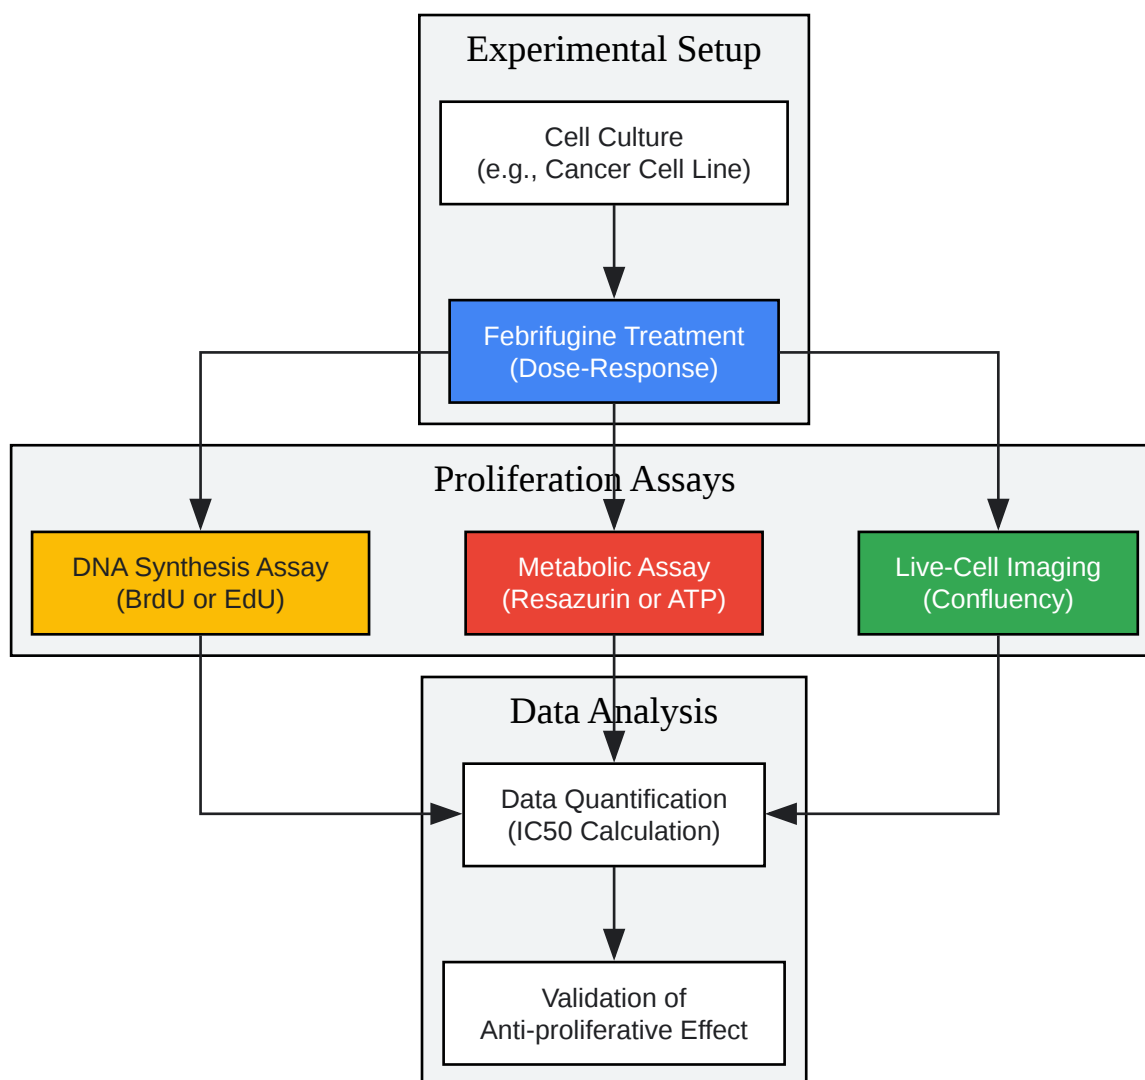 Experimental Setup
Cell Culture
(e.g., Cancer Cell Line)
Febrifugine Treatment
(Dose-Response)
Proliferation Assays
DNA Synthesis Assay
(BrdU or EdU)
Metabolic Assay
(Resazurin or ATP)
Live-Cell Imaging
(Confluency)
Data Analysis
Data Quantification
(IC50 Calculation)
Validation of
Anti-proliferative Effect